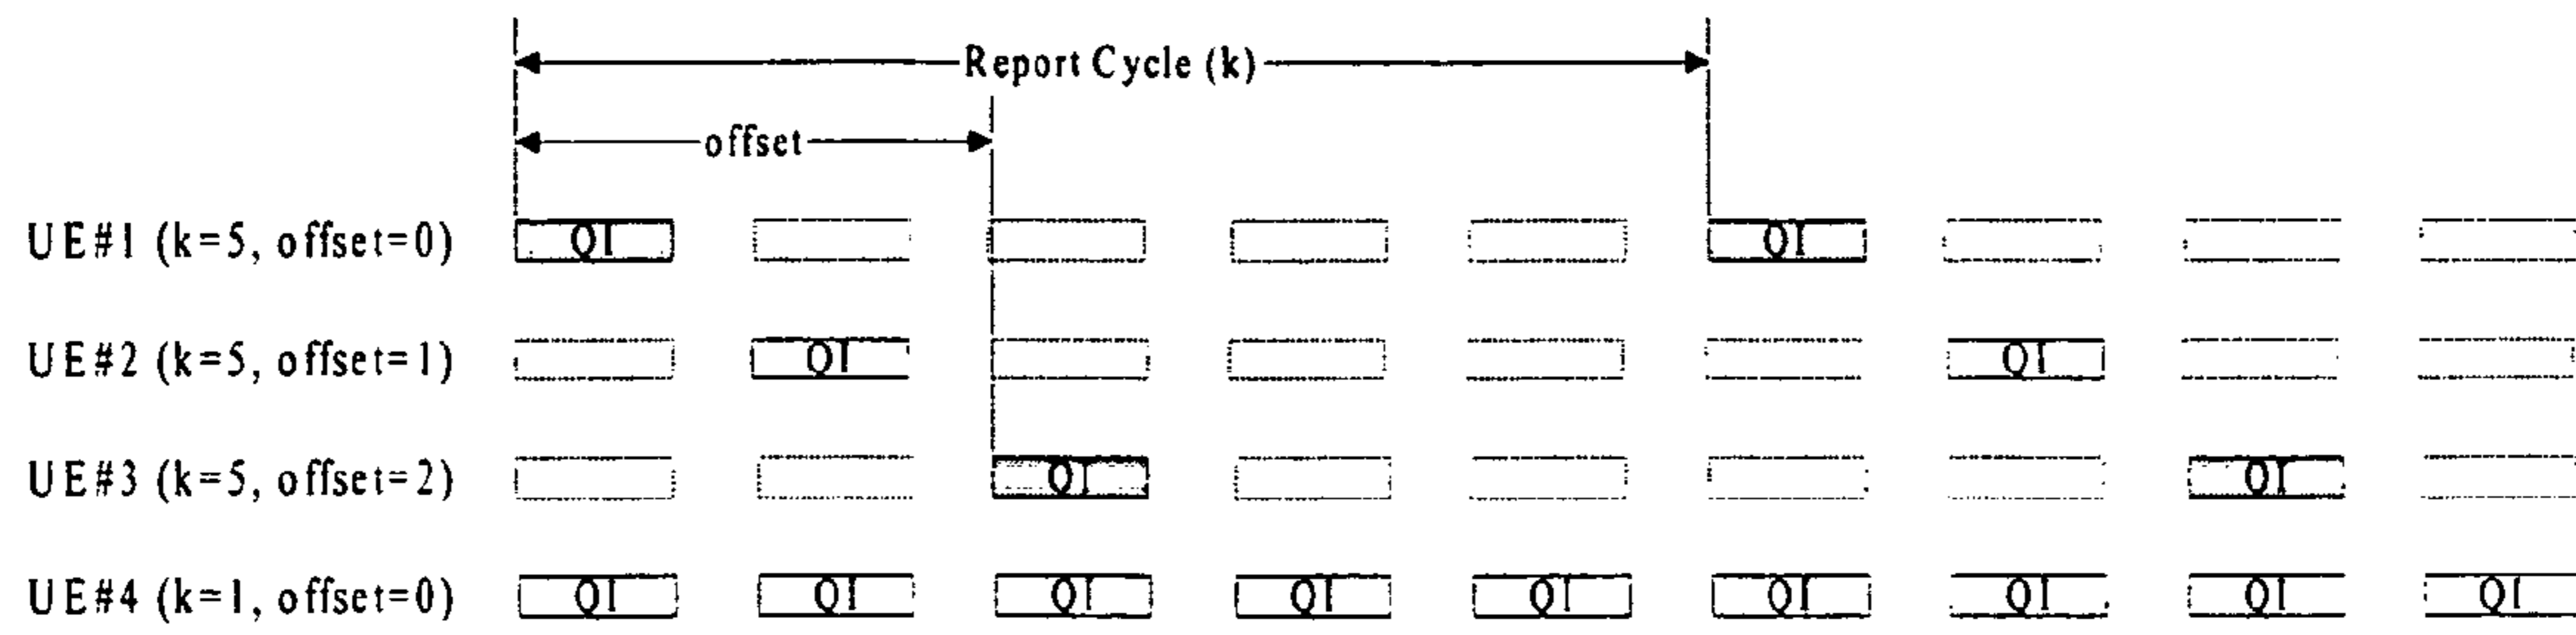 Report Cycle (k)
offset
UE#1 (k=5, offset=0) QI QI
UE#2 (k=5, offset=1) QI QI
UE#3 (k=5, offset=2) QI QI
UE#4 (k=1, offset=0) QI QI QI QI QI QI QI QI QI